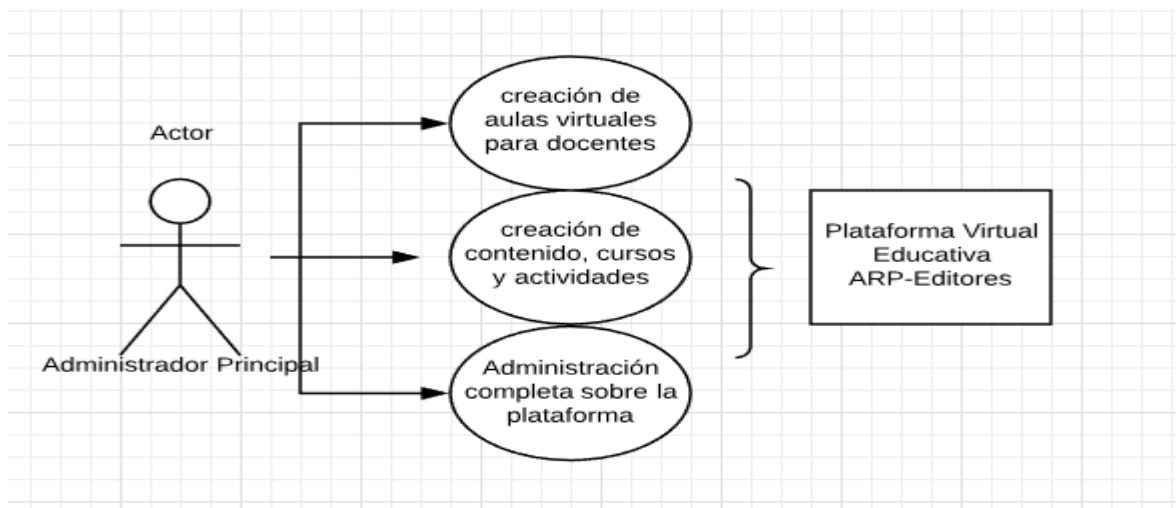 Actor
Administrador Principal
creación de
aulas virtuales
para docentes
creación de
contenido, cursos
y actividades
Administración
completa sobre la
plataforma
Plataforma Virtual
Educativa
ARP-Editores